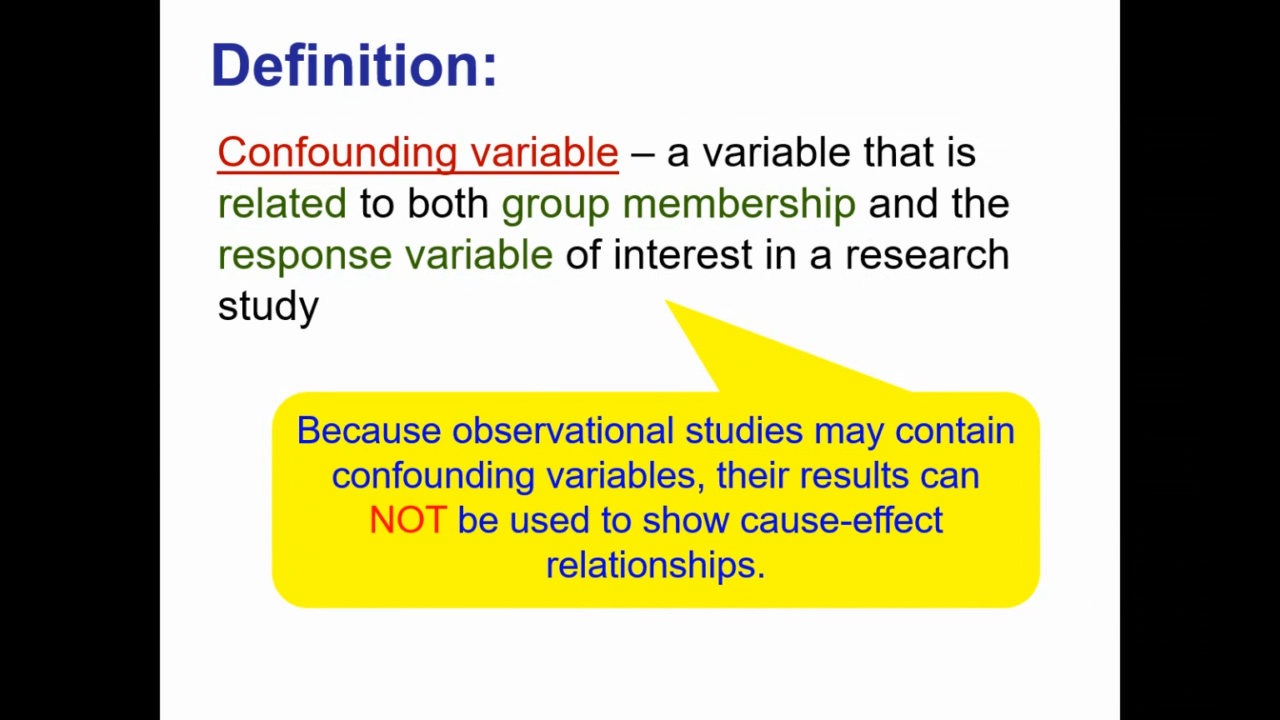 Definition:
Confounding variable – a variable that is
related to both group membership and the
response variable of interest in a research
study
Because observational studies may contain
confounding variables, their results can
NOT be used to show cause-effect
relationships.